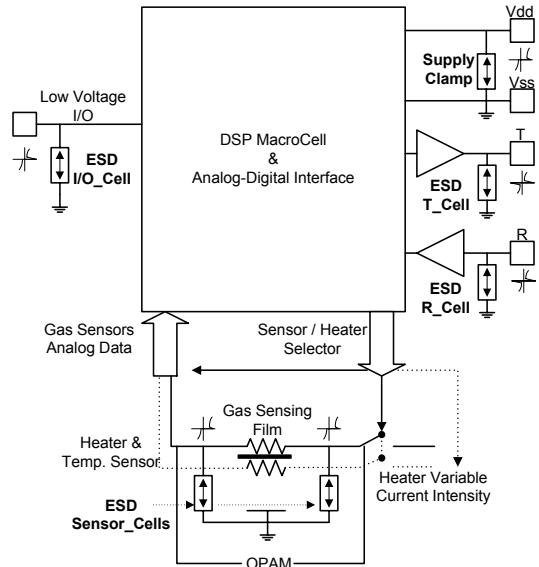 Vdd
Supply
Clamp
Vss
Low Voltage
I/O
ESD
I/O_Cell
DSP MacroCell
&
Analog-Digital Interface
T
ESD
T_Cell
R
ESD
R_Cell
Gas Sensors
Analog Data
Sensor / Heater
Selector
Gas Sensing
Film
Heater &
Temp. Sensor
Heater Variable
Current Intensity
ESD
Sensor_Cells
OPAM